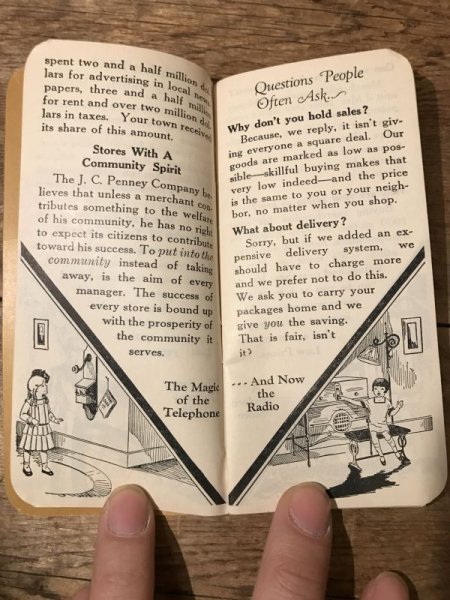 spent two and a half million dol-
lars for advertising in local news-
papers, three and a half million
for rent and over two million dol-
lars in taxes. Your town received
its share of this amount.
Stores With A
Community Spirit
The J. C. Penney Company be-
lieves that unless a merchant con-
tributes something to the welfare
of his community, he has no right
to expect its citizens to contribute
toward his success. To put into the
community instead of taking
away, is the aim of every
manager. The success of
every store is bound up
with the prosperity of
the community it
serves.
The Magic
of the
Telephone
Questions People
Often Ask
Why don't you hold sales?
Because, we reply, it isn't giv-
ing everyone a square deal. Our
goods are marked as low as pos-
sible—skillful buying makes that
very low indeed—and the price
is the same to you or your neigh-
bor, no matter when you shop.
What about delivery?
Sorry, but if we added an ex-
pensive delivery system, we
should have to charge more
and we prefer not to do this.
We ask you to carry your
packages home and we
give you the saving.
That is fair, isn't
it?
- - - And Now
the
Radio